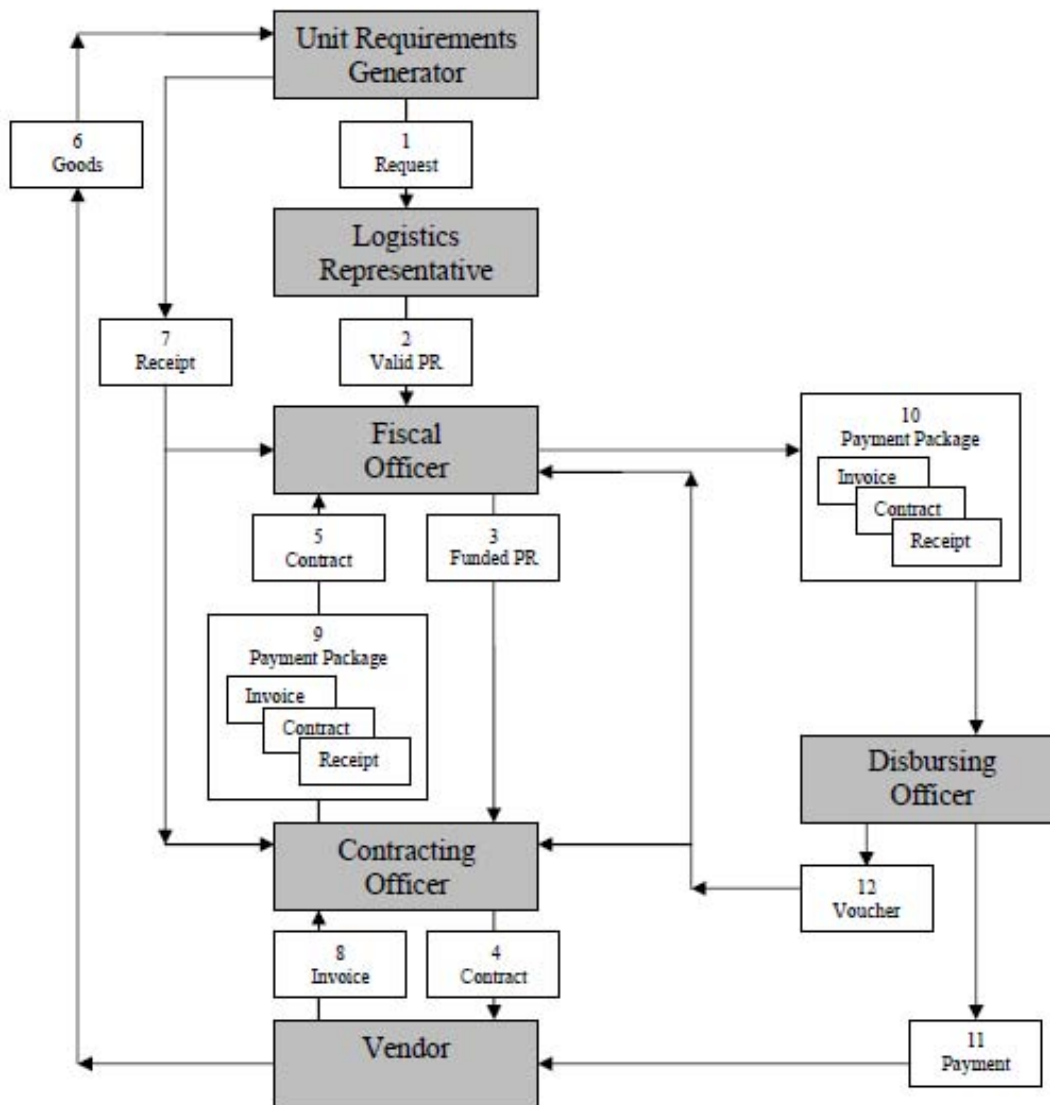 Unit Requirements
Generator
6
Goods
1
Request
Logistics
Representative
7
Receipt
2
Valid PR
Fiscal
Officer
10
Payment Package
Invoice
Contract
Receipt
5
Contract
3
Funded PR
9
Payment Package
Invoice
Contract
Receipt
Disbursing
Officer
Contracting
Officer
12
Voucher
8
Invoice
4
Contract
Vendor
11
Payment